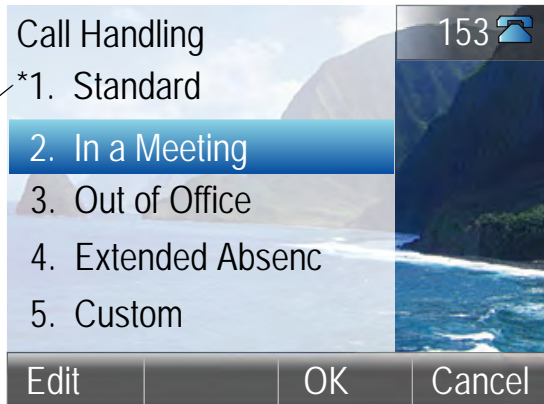 Call Handling
153
*1. Standard
2. In a Meeting
3. Out of Office
4. Extended Absenc
5. Custom
Edit
OK
Cancel